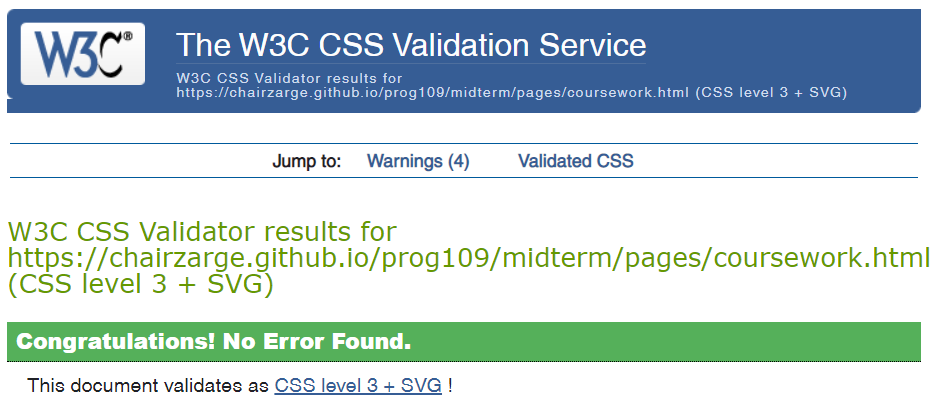 W3C®
The W3C CSS Validation Service
W3C CSS Validator results for
https://chairzarge.github.io/prog109/midterm/pages/coursework.html (CSS level 3 + SVG)
Jump to: Warnings (4) Validated CSS
W3C CSS Validator results for
https://chairzarge.github.io/prog109/midterm/pages/coursework.html
(CSS level 3 + SVG)
Congratulations! No Error Found.
This document validates as CSS level 3 + SVG !